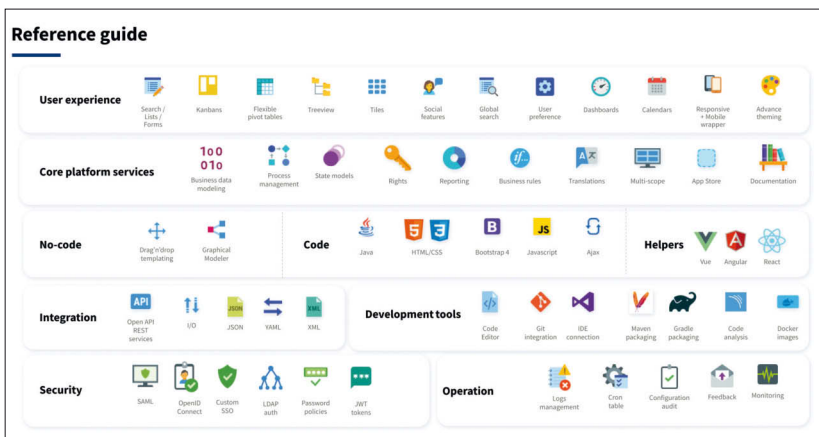 Reference guide
User experience
Search /
Lists /
Forms
Kanbans
Flexible
pivot tables
Treeview
Tiles
Social
features
Global
search
User
preference
Dashboards
Calendars
Responsive
+ Mobile
wrapper
Advance
theming
Core platform services
100
010
Business data
modeling
Process
management
State models
Rights
Reporting
if...
Business rules
Translations
Multi-scope
App Store
Documentation
No-code
Drag'n'drop
templating
Graphical
Modeler
Code
Java
5 3
HTML/CSS
B
Bootstrap 4
JS
Javascript
Ajax
Helpers
Vue
Angular
React
Integration
API
Open API
REST
services
I/O
JSON
JSON
YAML
XML
XML
Development tools
</>
Code
Editor
Git
integration
IDE
connection
Maven
packaging
Gradle
packaging
Code
analysis
Docker
images
Security
SAML
OpenID
Connect
Custom
SSO
LDAP
auth
Password
policies
JWT
tokens
Operation
Logs
management
Cron
table
Configuration
audit
Feedback
Monitoring